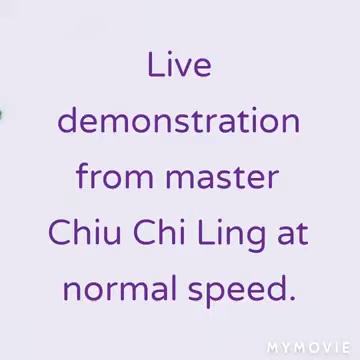 Live
demonstration
from master
Chiu Chi Ling at
normal speed.
MYMOVIE